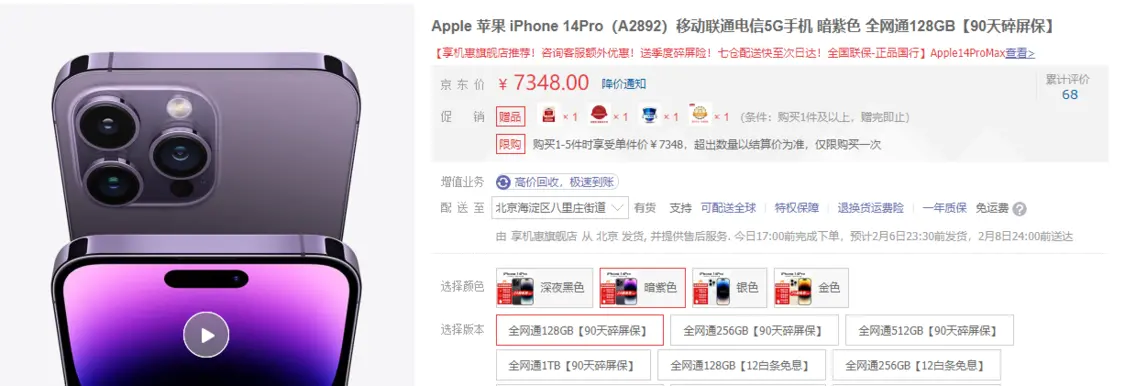 Apple 苹果 iPhone 14Pro（A2892）移动联通电信5G手机 暗紫色 全网通128GB【90天碎屏保】
【享机惠旗舰店推荐！咨询客服额外优惠！送季度碎屏险！七仓配送快至次日达！全国联保-正品国行】Apple14ProMax查看>
京东价 ￥7348.00 降价通知
累计评价
68
促销 赠品 ×1 ×1 ×1 ×1 （条件：购买1件及以上，赠完即止）
限购 购买1-5件时享受单件价￥7348，超出数量以结算价为准，仅限购买一次
增值业务 高价回收，极速到账
配送至 北京海淀区八里庄街道 有货 支持 可配送全球 特权保障 退换货运费险 一年质保 免运费 ?
由 享机惠旗舰店 从 北京 发货, 并提供售后服务. 今日17:00前完成下单，预计2月6日23:30前发货，2月8日24:00前送达
选择颜色 深夜黑色 暗紫色 银色 金色
iPhone 14Pro iPhone 14Pro iPhone 14Pro iPhone 14Pro
选择版本 全网通128GB【90天碎屏保】 全网通256GB【90天碎屏保】 全网通512GB【90天碎屏保】
全网通1TB【90天碎屏保】 全网通128GB【12白条免息】 全网通256GB【12白条免息】